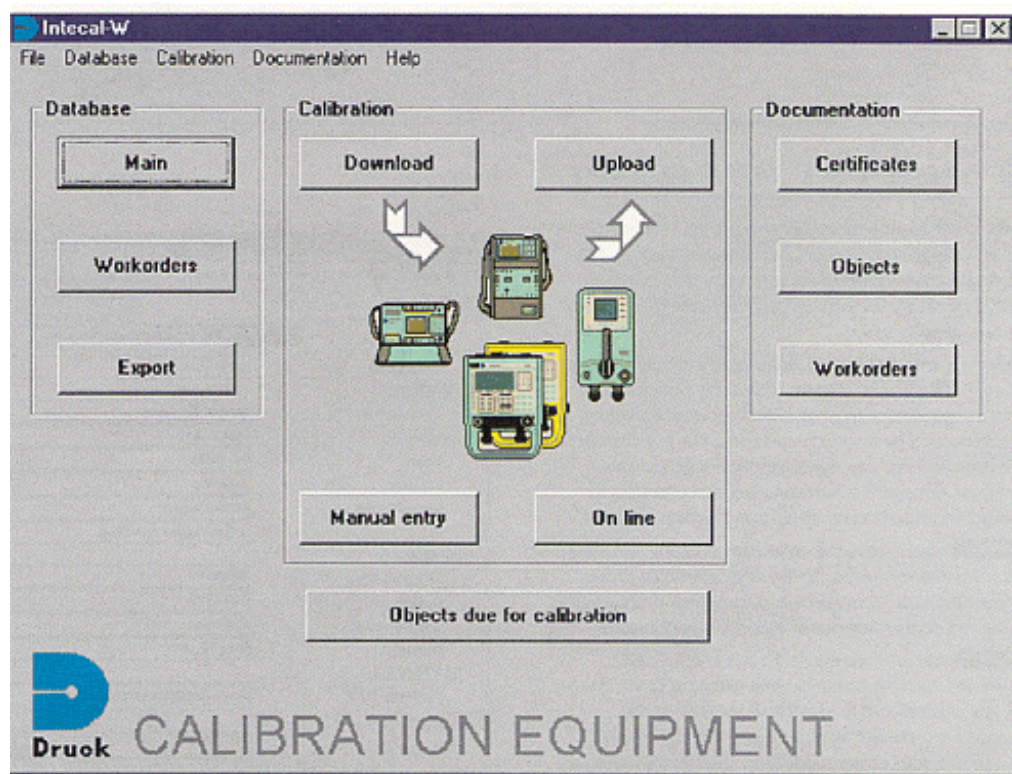 Intecal-W
File Database Calibration Documentation Help
Database
Main
Workorders
Export
Calibration
Download
Upload
Manual entry
On line
Documentation
Certificates
Objects
Workorders
Objects due for calibration
Druck
CALIBRATION EQUIPMENT